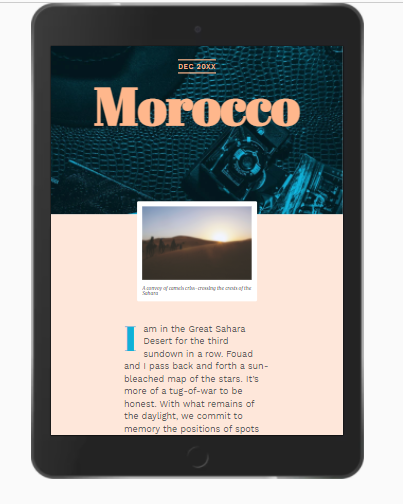 DEC 20XX
Morocco
A convoy of camels criss-crossing the crests of the
Sahara
I am in the Great Sahara
Desert for the third
sundown in a row. Fouad
and I pass back and forth a sun-
bleached map of the stars. It's
more of a tug-of-war to be
honest. With what remains of
the daylight, we commit to
memory the positions of spots